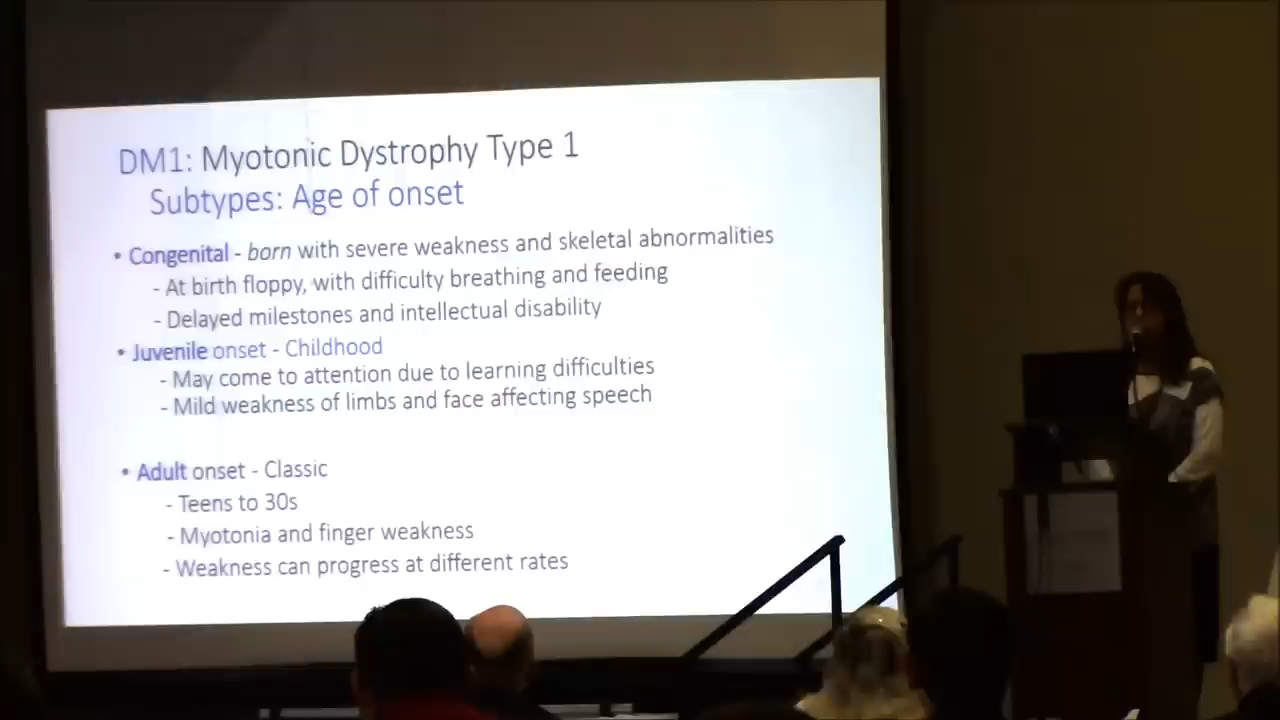 DM1: Myotonic Dystrophy Type 1
Subtypes: Age of onset
• Congenital - born with severe weakness and skeletal abnormalities
- At birth floppy, with difficulty breathing and feeding
- Delayed milestones and intellectual disability
• Juvenile onset - Childhood
- May come to attention due to learning difficulties
- Mild weakness of limbs and face affecting speech
• Adult onset - Classic
- Teens to 30s
- Myotonia and finger weakness
- Weakness can progress at different rates